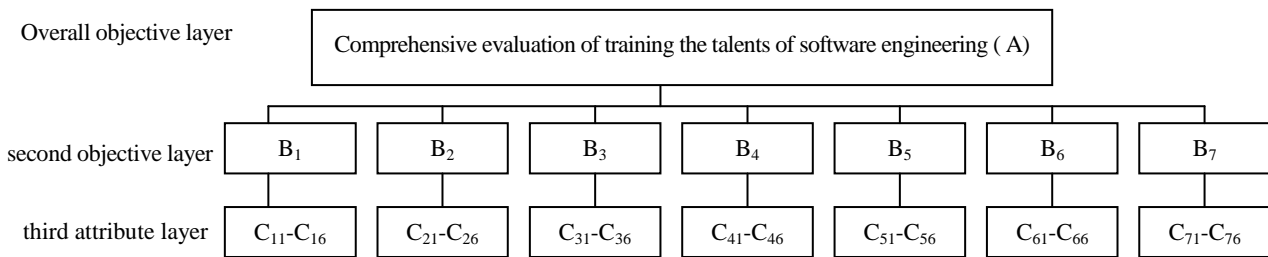 Overall objective layer
Comprehensive evaluation of training the talents of software engineering ( A)
second objective layer
B₁ B₂ B₃ B₄ B₅ B₆ B₇
third attribute layer
C₁₁-C₁₆ C₂₁-C₂₆ C₃₁-C₃₆ C₄₁-C₄₆ C₅₁-C₅₆ C₆₁-C₆₆ C₇₁-C₇₆